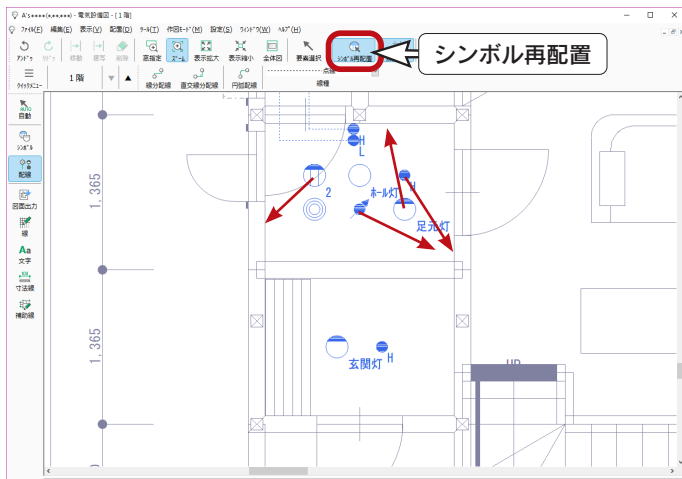 A's****(*,**,***) - 電気設備図 - [1階]
ﾌｧｲﾙ(F) 編集(E) 表示(V) 配置(O) ﾂｰﾙ(T) 作図ﾓｰﾄﾞ(M) 設定(S) ｳｨﾝﾄﾞｳ(W) ﾍﾙﾌﾟ(H)
ｱﾝﾄﾞｩ ﾘﾄﾞｩ 移動 複写 削除 窓指定 ｽﾞｰﾑ 表示拡大 表示縮小 全体図 要素選択 ｼﾝﾎﾞﾙ再配置
シンボル再配置
ｸｲｯｸﾒﾆｭｰ 1階 線分配線 直交線分配線 円弧配線 点線
線種
AUTO
自動
ｼﾝﾎﾞﾙ
配線
図面出力
線
Aa
文字
寸法線
補助線
1,365
1,365
H
L
2
ホール灯
H
足元灯
玄関灯
H
UP